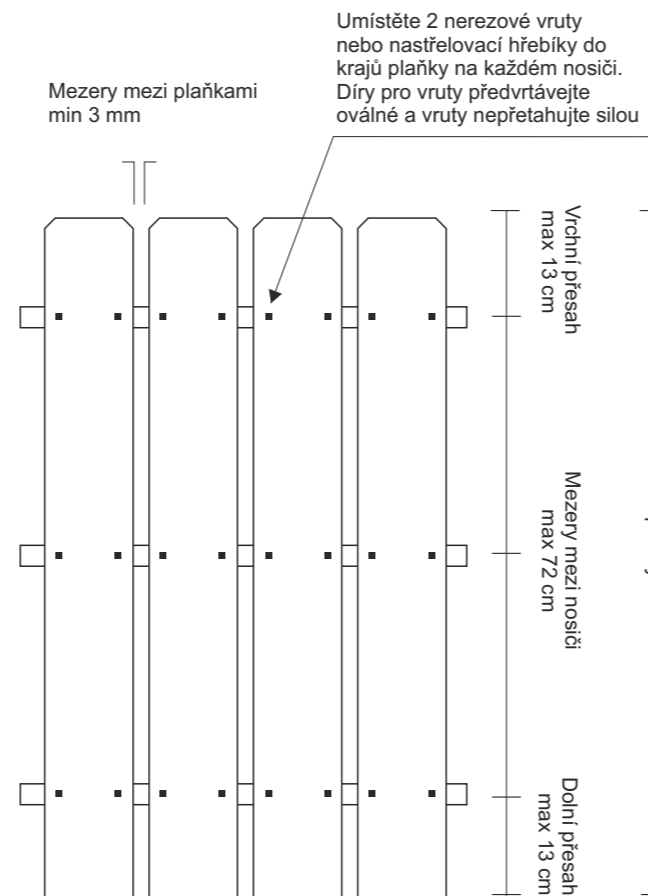 Umístěte 2 nerezové vruty
nebo nastřelovací hřebíky do
krajů plaňky na každém nosiči.
Díry pro vruty předvrtávejte
oválné a vruty nepřetahujte silou
Mezery mezi plaňkami
min 3 mm
Vrchní přesah
max 13 cm
Mezery mezi nosiči
max 72 cm
Dolní přesah
max 13 cm